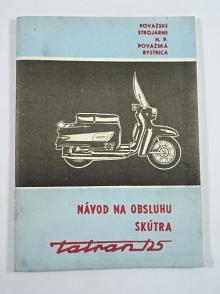 POVAŽSKÉ
STROJÁRNE
N. P.
POVAŽSKÁ
BYSTRICA
NÁVOD NA OBSLUHU
SKÚTRA
tatran 125